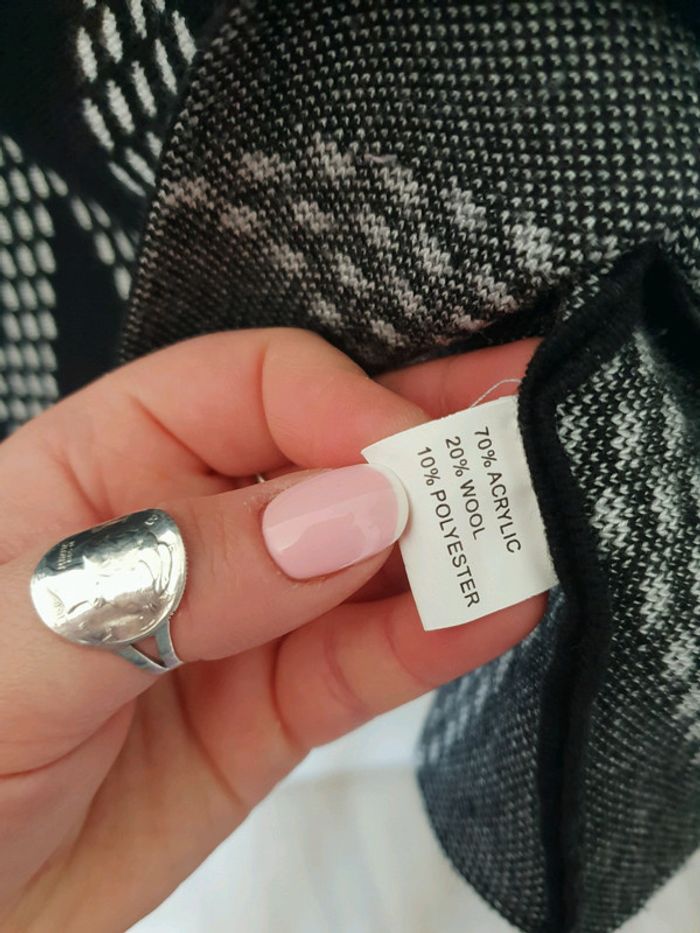 70% ACRYLIC
20% WOOL
10% POLYESTER